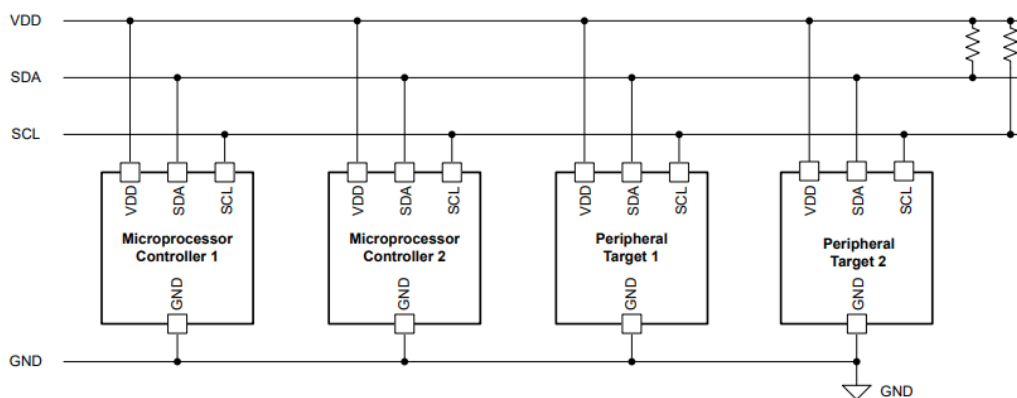 VDD
SDA
SCL
VDD
SDA
SCL
Microprocessor
Controller 1
GND
VDD
SDA
SCL
Microprocessor
Controller 2
GND
VDD
SDA
SCL
Peripheral
Target 1
GND
VDD
SDA
SCL
Peripheral
Target 2
GND
GND
GND